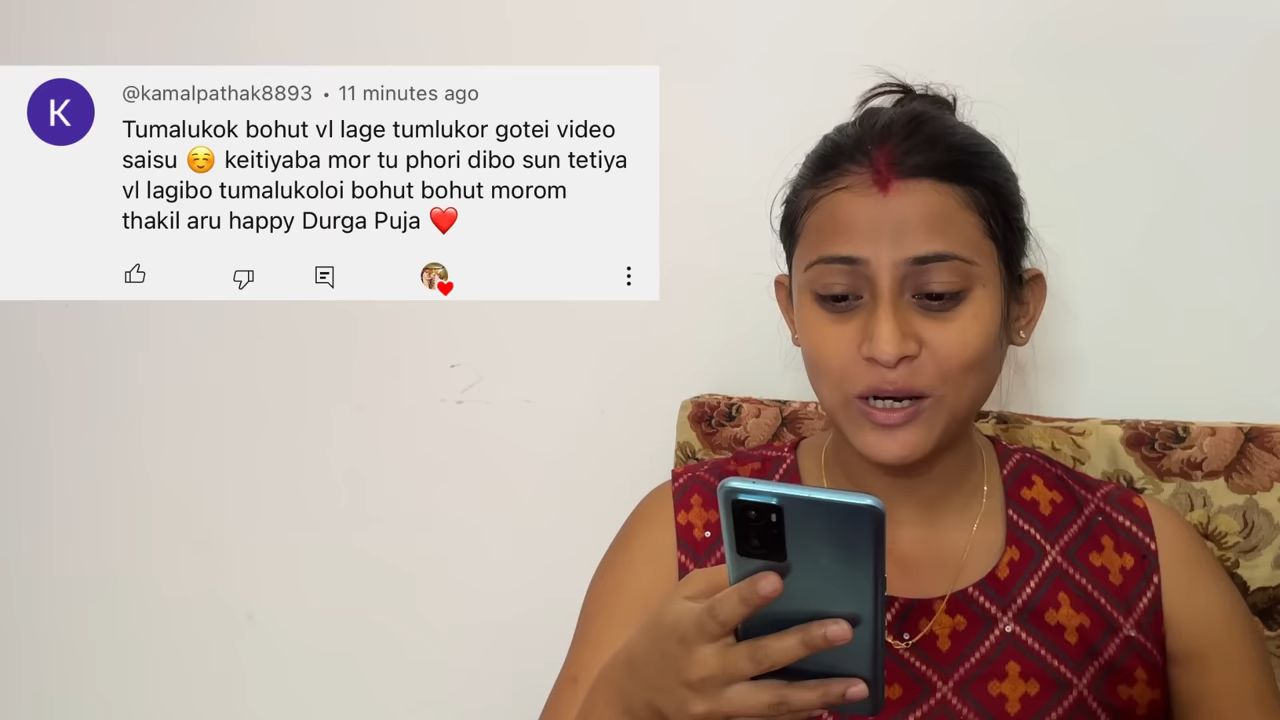 K
@kamalpathak8893 • 11 minutes ago
Tumalukok bohut vl lage tumlukor gotei video
saisu ☺️ keitiyaba mor tu phori dibo sun tetiya
vl lagibo tumalukoloi bohut bohut morom
thakil aru happy Durga Puja ❤️